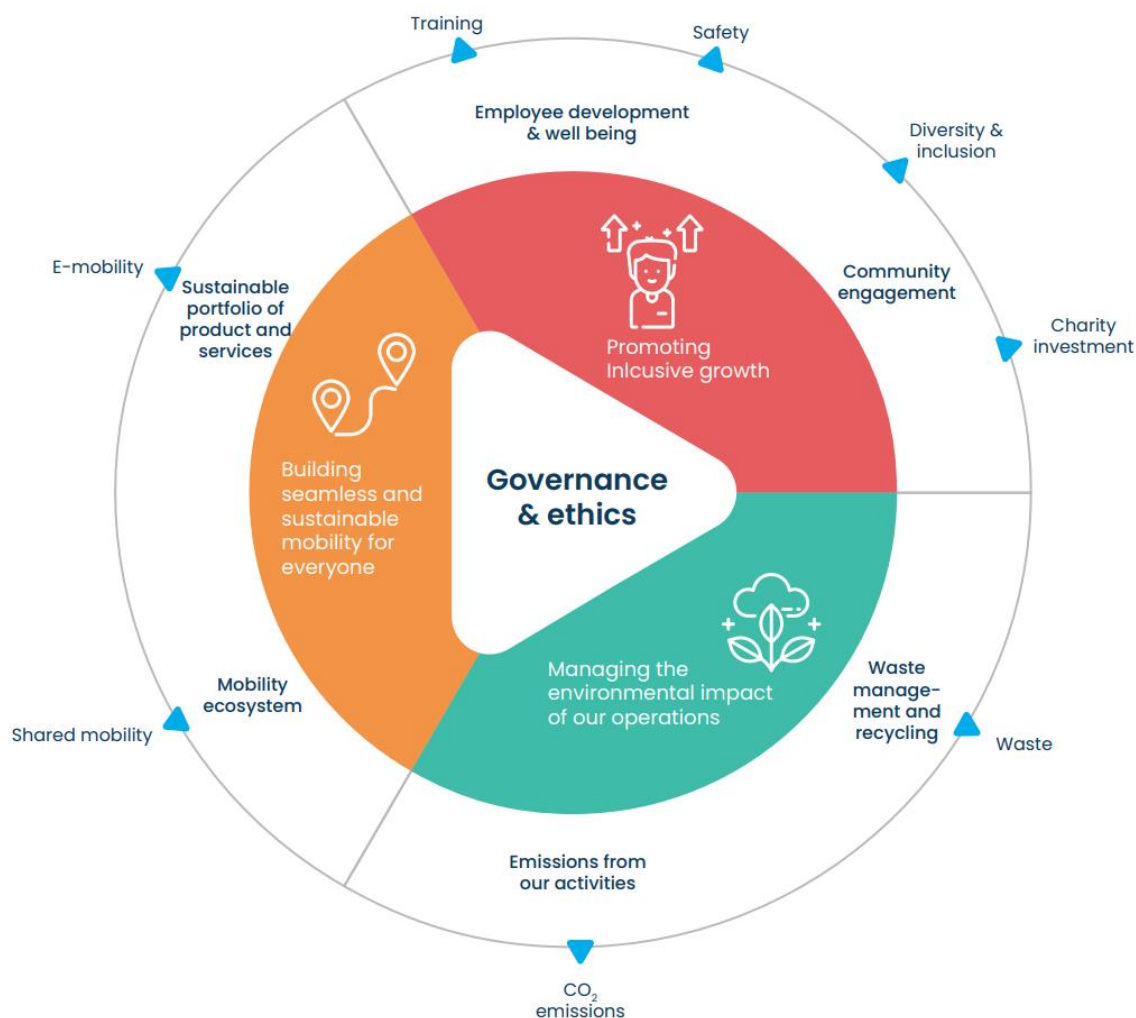 Training
Safety
Employee development
& well being
Diversity &
inclusion
E-mobility
Sustainable
portfolio of
product and
services
Community
engagement
Charity
investment
Promoting
Inlcusive growth
Building
seamless and
sustainable
mobility for
everyone
Governance
& ethics
Managing the
environmental impact
of our operations
Waste
manage-
ment and
recycling
Mobility
ecosystem
Shared mobility
Waste
Emissions from
our activities
CO₂
emissions